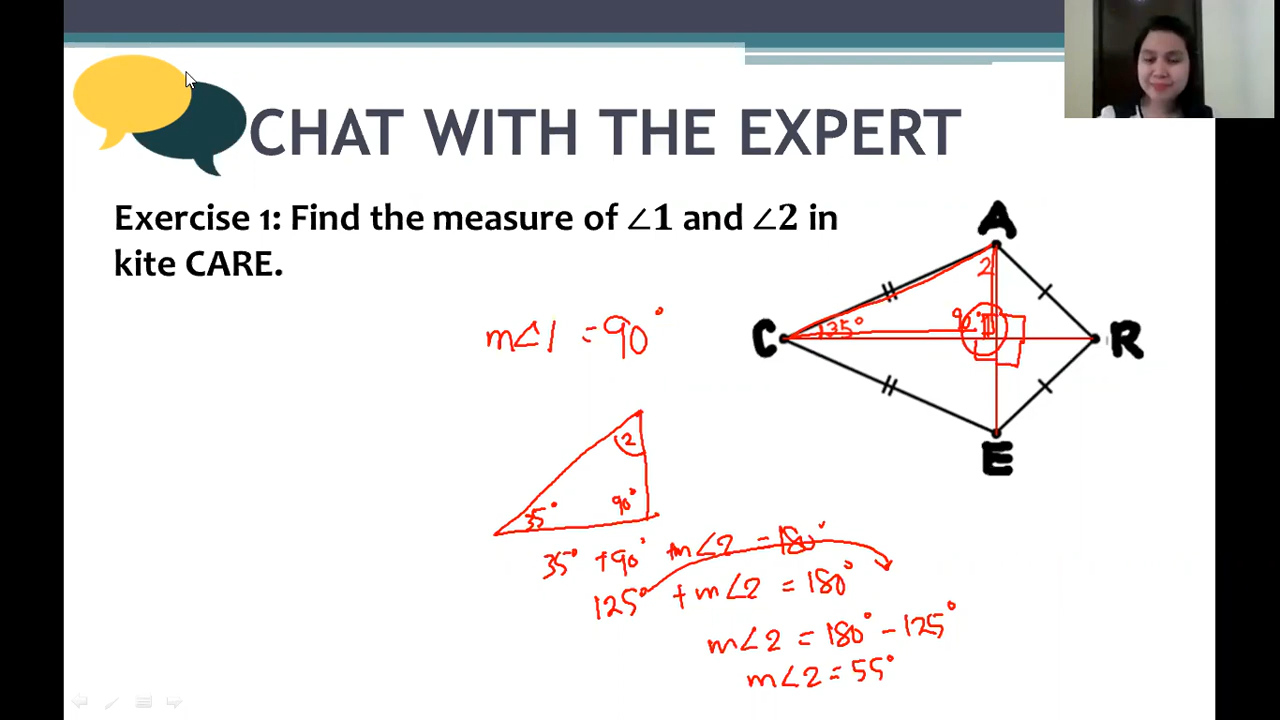 CHAT WITH THE EXPERT
Exercise 1: Find the measure of ∠1 and ∠2 in
kite CARE.
A
2
C
35°
90°
R
E
m∠1 = 90°
2
35°
90°
35° + 90° + m∠2 = 180°
125° + m∠2 = 180°
m∠2 = 180° - 125°
m∠2 = 55°